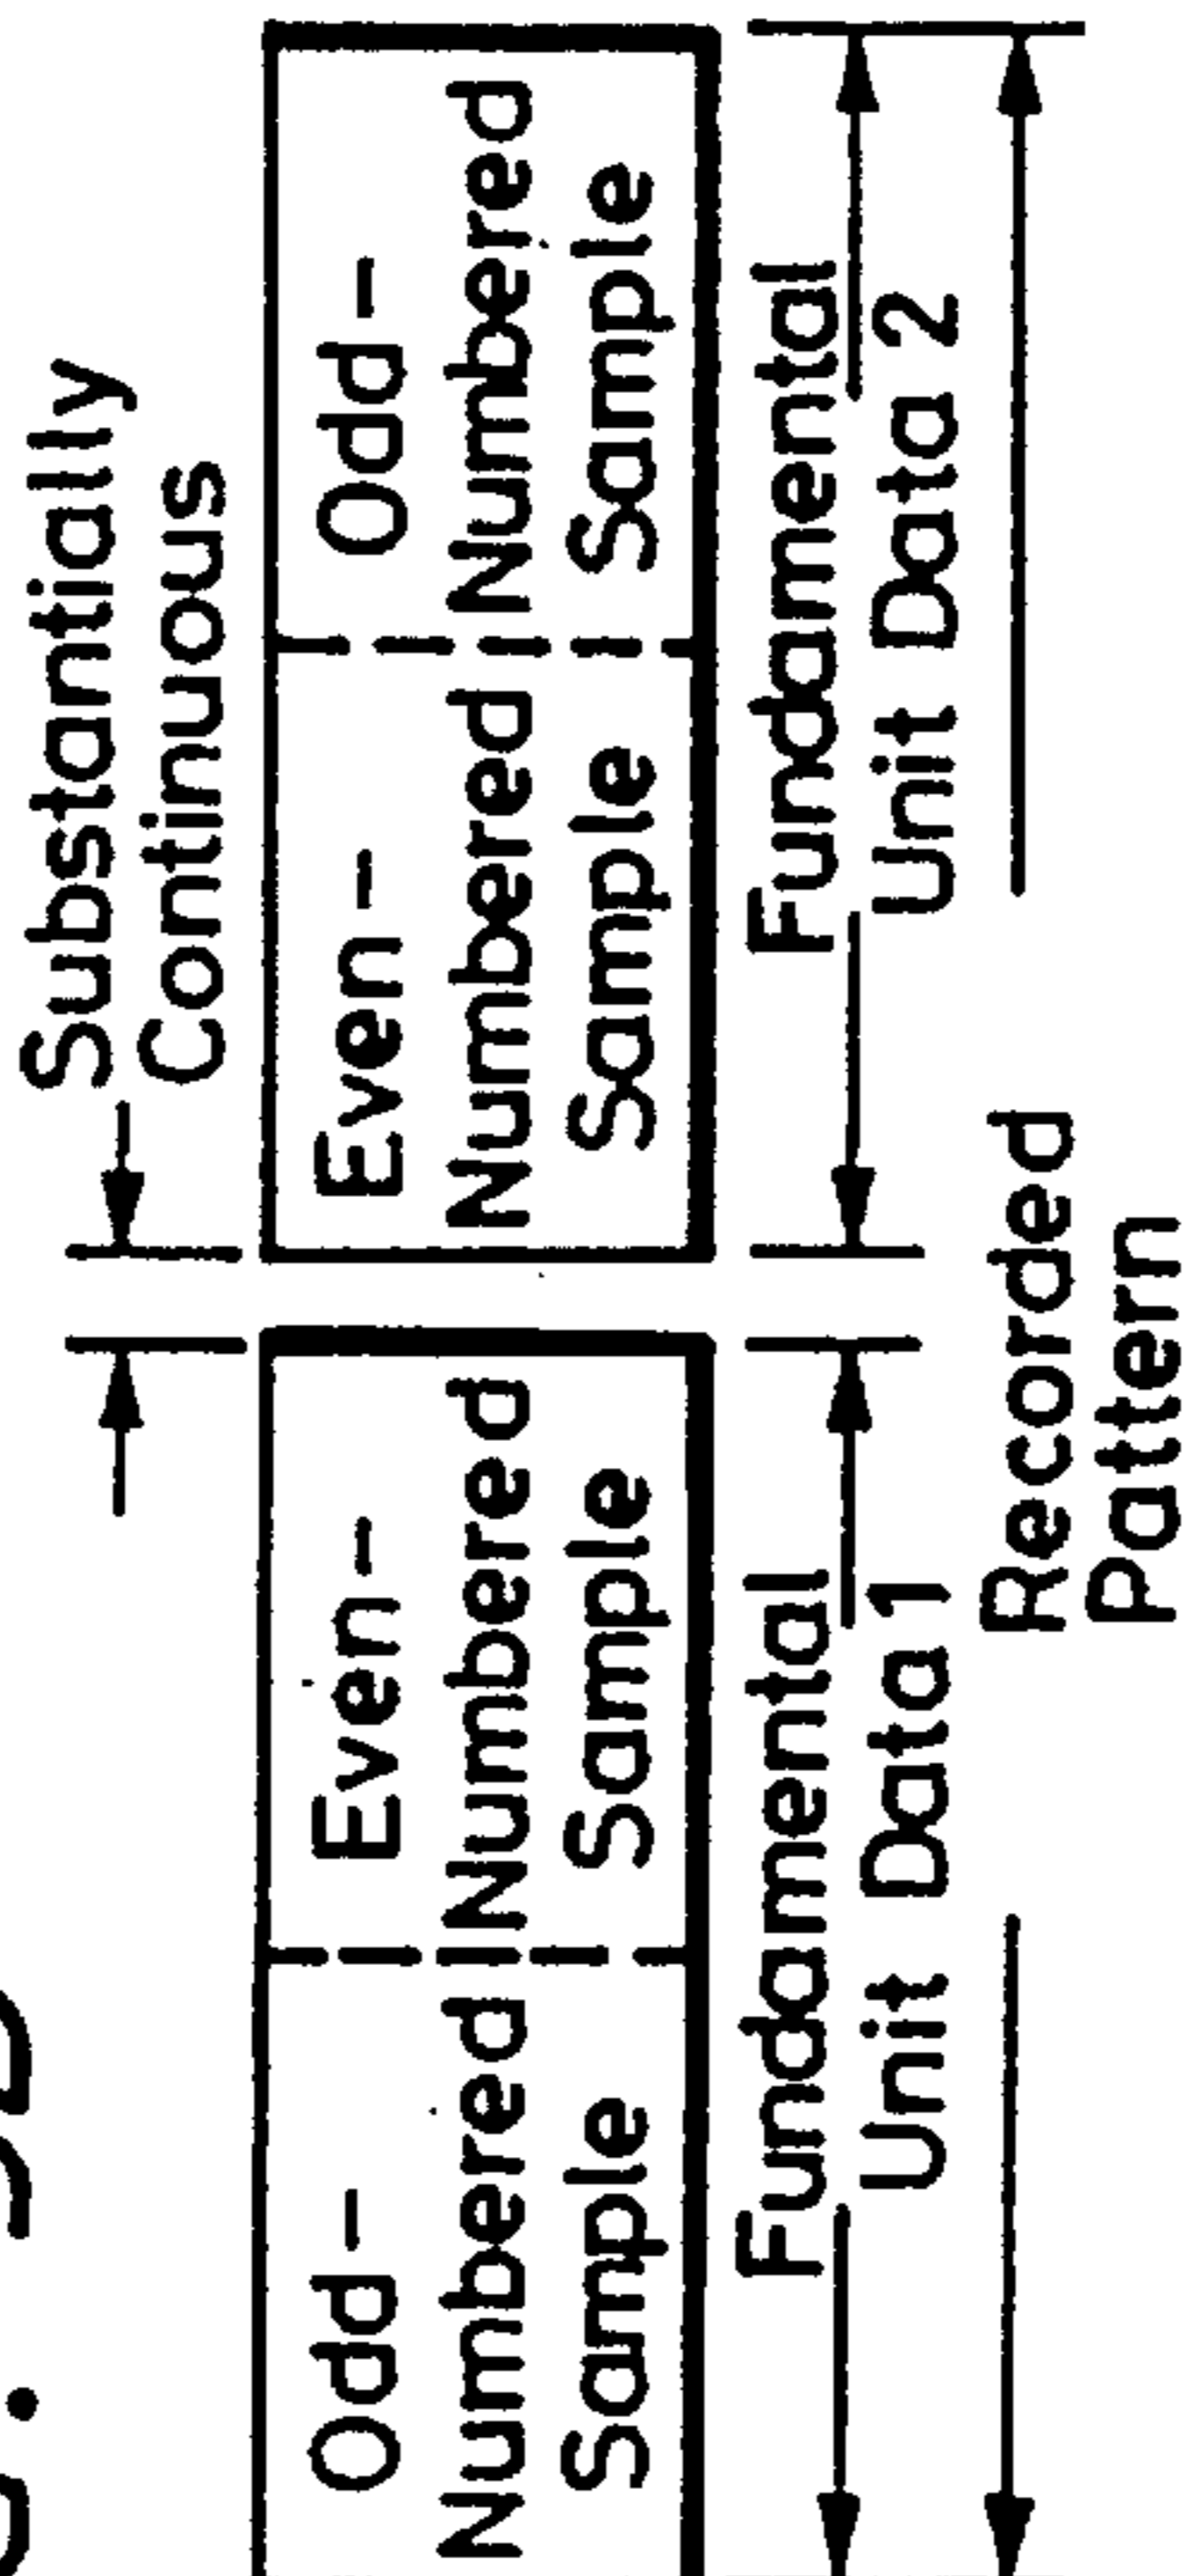 Substantially
Continuous
Odd-
Numbered
Sample
Even-
Numbered
Sample
Even-
Numbered
Sample
Odd-
Numbered
Sample
Fundamental
Unit Data 1
Fundamental
Unit Data 2
Recorded
Pattern